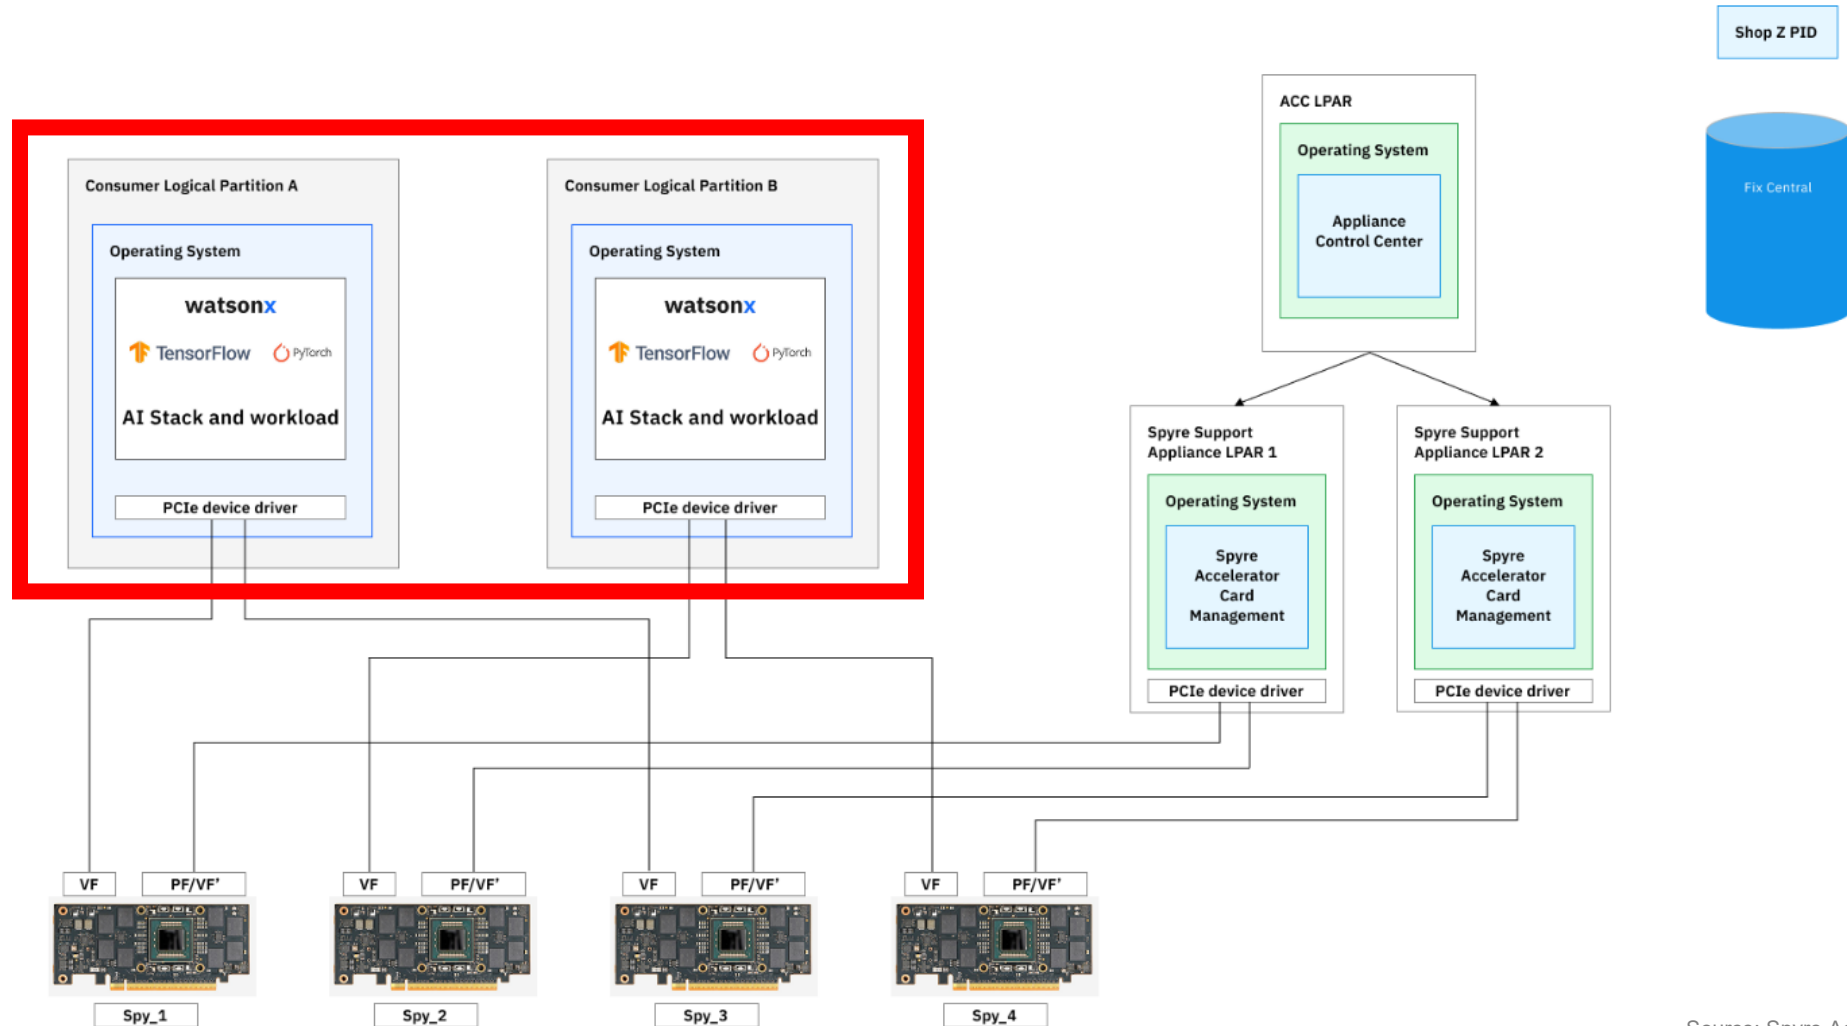 Shop Z PID
ACC LPAR
Operating System
Appliance
Control Center
Fix Central
Consumer Logical Partition A
Operating System
watsonx
TensorFlow
PyTorch
AI Stack and workload
PCIe device driver
Consumer Logical Partition B
Operating System
watsonx
TensorFlow
PyTorch
AI Stack and workload
PCIe device driver
Spyre Support
Appliance LPAR 1
Operating System
Spyre
Accelerator
Card
Management
PCIe device driver
Spyre Support
Appliance LPAR 2
Operating System
Spyre
Accelerator
Card
Management
PCIe device driver
VF
PF/VF'
VF
PF/VF'
VF
PF/VF'
VF
PF/VF'
Spy_1
Spy_2
Spy_3
Spy_4